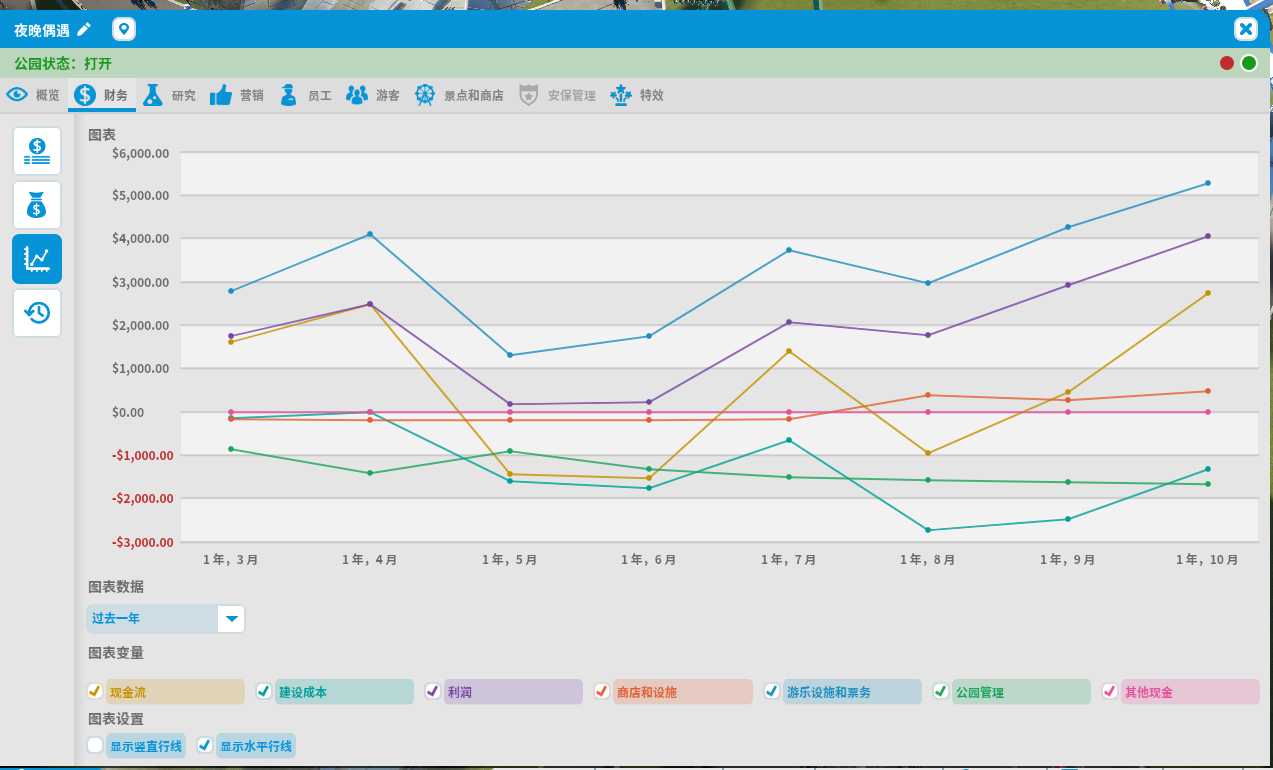 夜晚偶遇
公园状态：打开
概览 财务 研究 营销 员工 游客 景点和商店 安保管理 特效
图表
$6,000.00
$5,000.00
$4,000.00
$3,000.00
$2,000.00
$1,000.00
$0.00
-$1,000.00
-$2,000.00
-$3,000.00
1 年，3 月 1 年，4 月 1 年，5 月 1 年，6 月 1 年，7 月 1 年，8 月 1 年，9 月 1 年，10 月
图表数据
过去一年
图表变量
现金流 建设成本 利润 商店和设施 游乐设施和票务 公园管理 其他现金
图表设置
显示竖直行线 显示水平行线